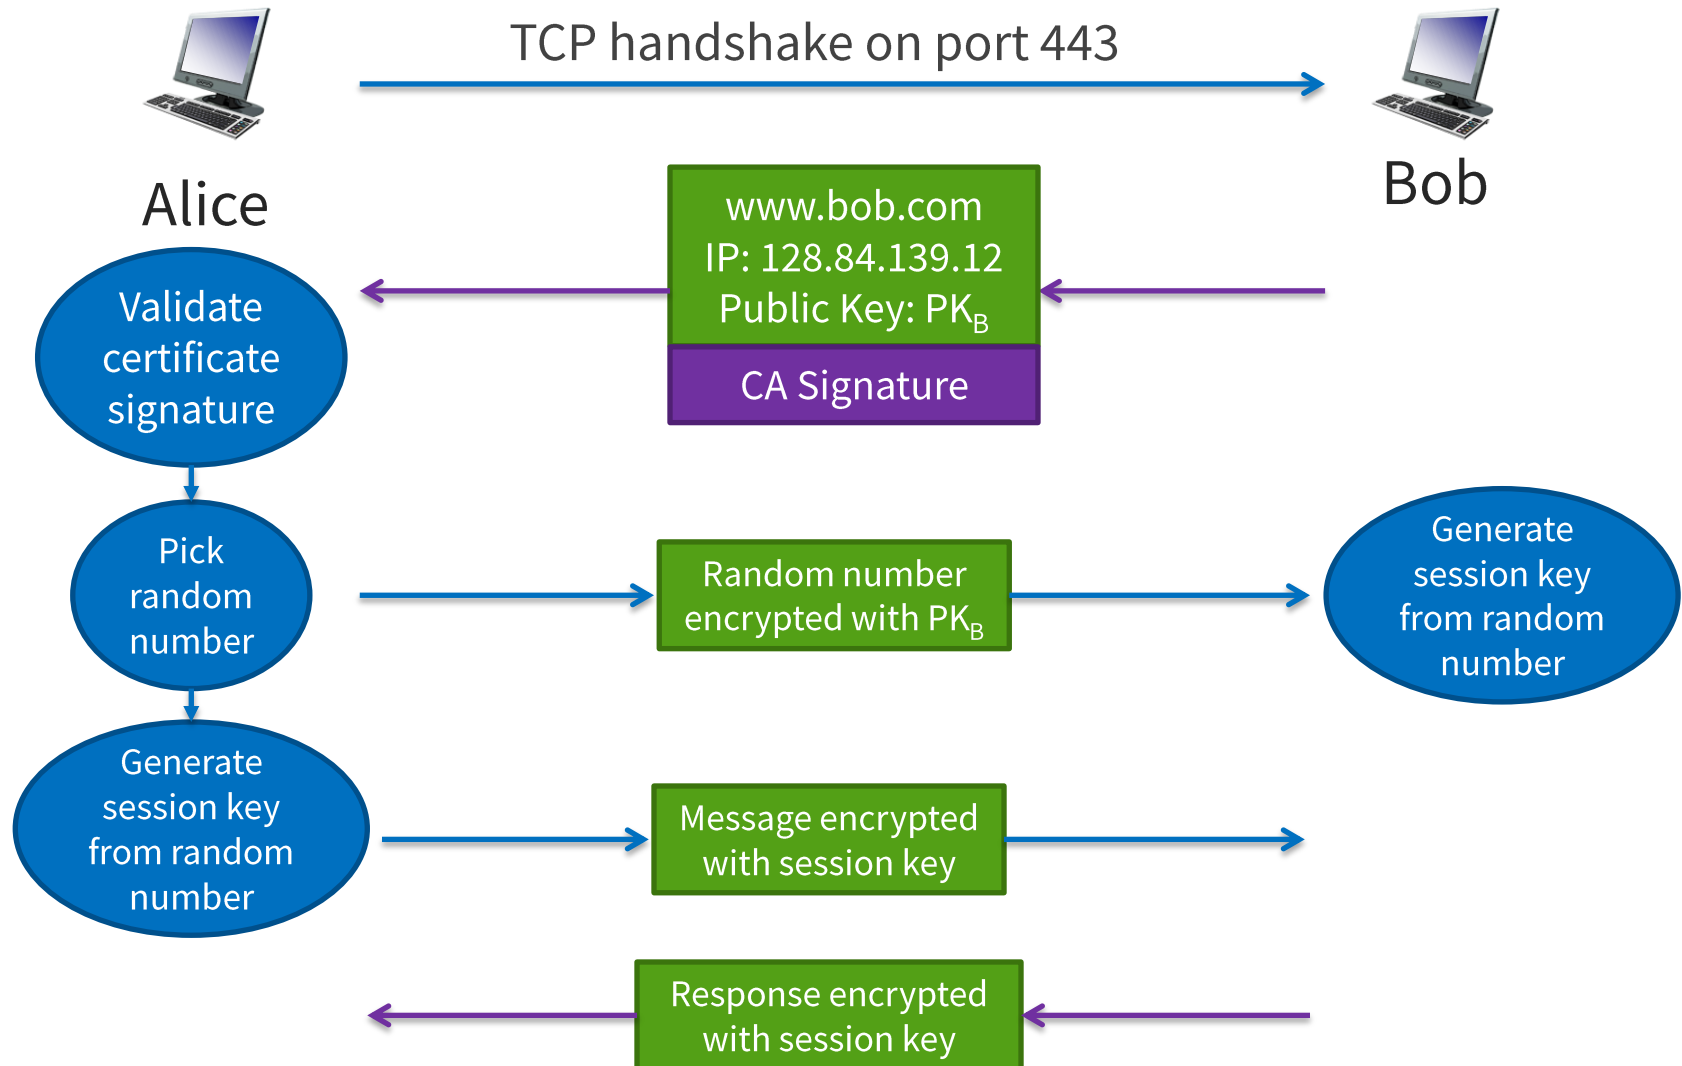 TCP handshake on port 443
Alice
Bob
www.bob.com
IP: 128.84.139.12
Public Key: PK_B
CA Signature
Validate
certificate
signature
Pick
random
number
Random number
encrypted with PK_B
Generate
session key
from random
number
Generate
session key
from random
number
Message encrypted
with session key
Response encrypted
with session key